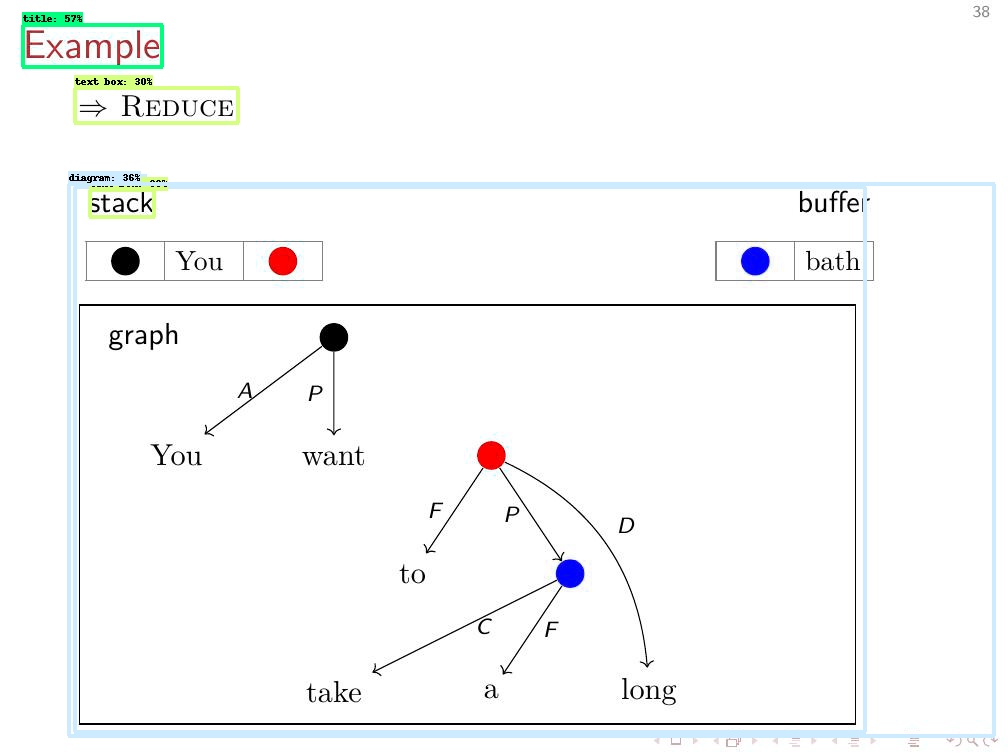 38
title: 57%
Example
text box: 30%
⇒ REDUCE
diagram: 36%
stack buffer
You bath
graph
A P
You want
F P D
to
C F
take a long